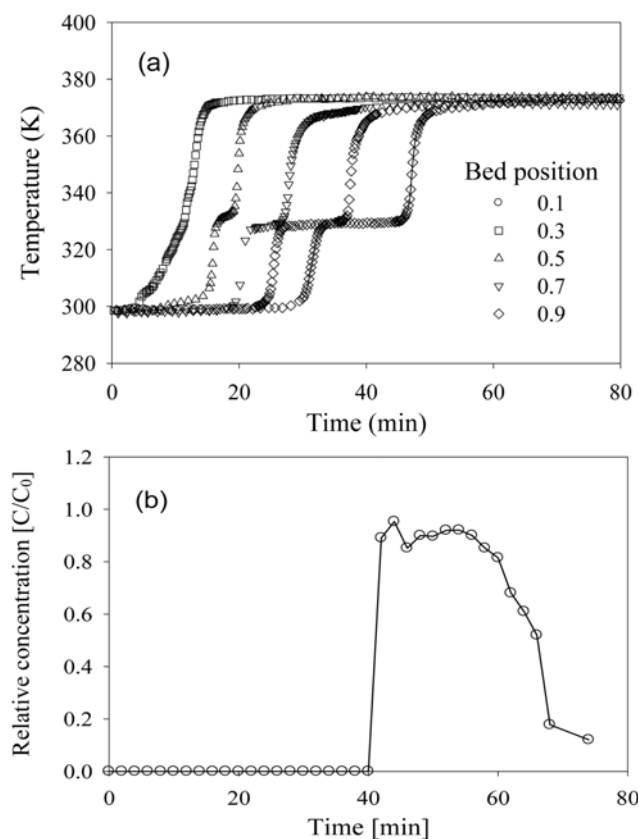 (a)
Temperature (K)
400
380
360
340
320
300
280
Bed position
0.1
0.3
0.5
0.7
0.9
0 20 40 60 80
Time (min)
(b)
Relative concentration [C/C0]
1.2
1.0
0.8
0.6
0.4
0.2
0.0
0 20 40 60 80
Time [min]